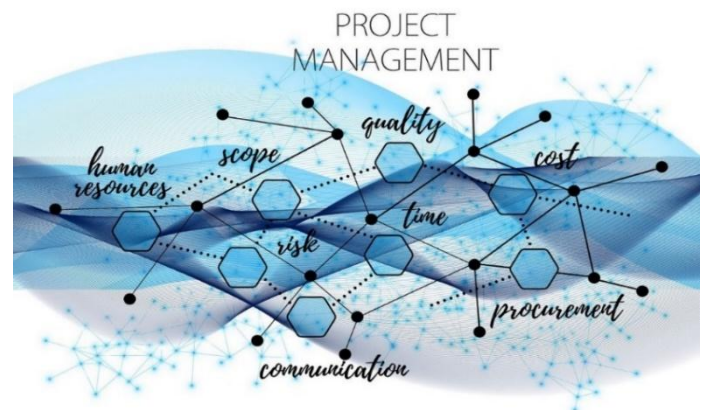 PROJECT
MANAGEMENT
quality
scope
cost
human
resources
time
risk
procurement
communication